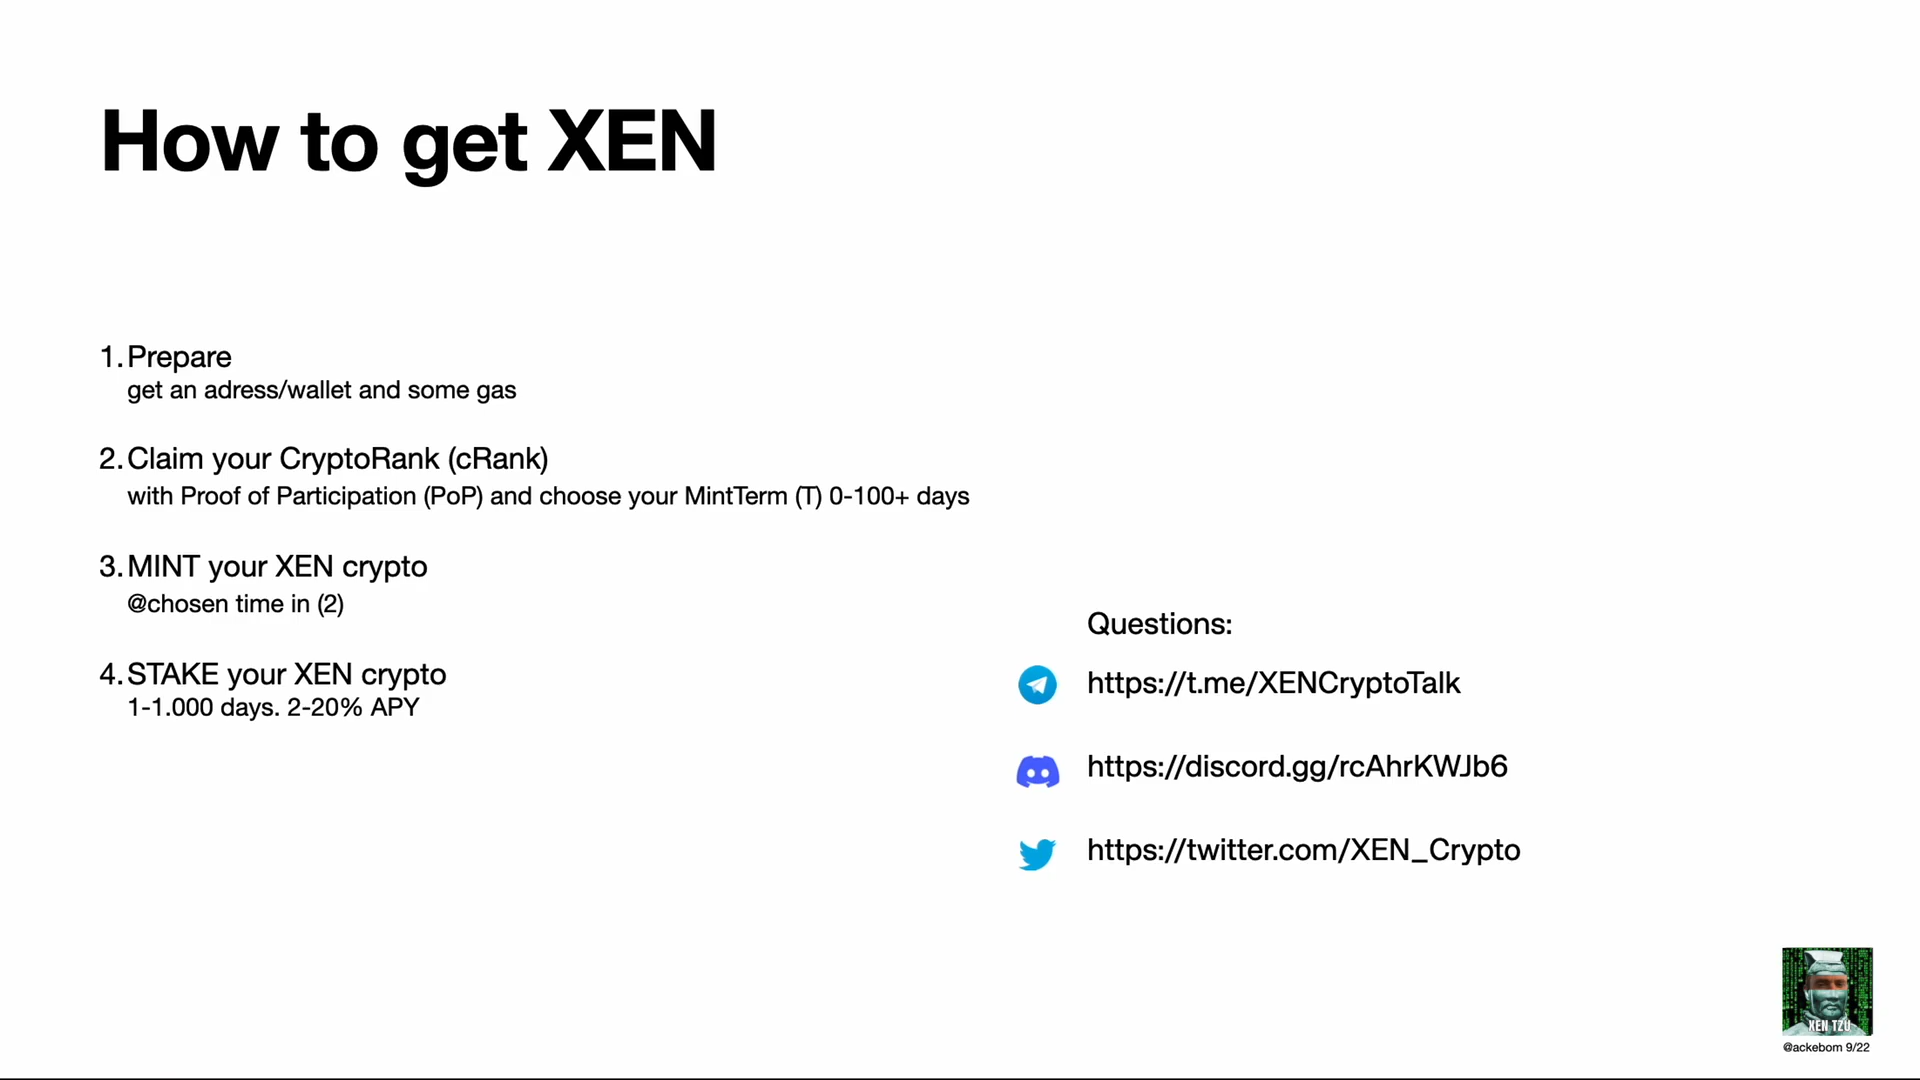 How to get XEN
1. Prepare
get an adress/wallet and some gas
2. Claim your CryptoRank (cRank)
with Proof of Participation (PoP) and choose your MintTerm (T) 0-100+ days
3. MINT your XEN crypto
@chosen time in (2)
4. STAKE your XEN crypto
1-1.000 days. 2-20% APY
Questions:
https://t.me/XENCryptoTalk
https://discord.gg/rcAhrKWJb6
https://twitter.com/XEN_Crypto
XEN TZU
@ackebom 9/22